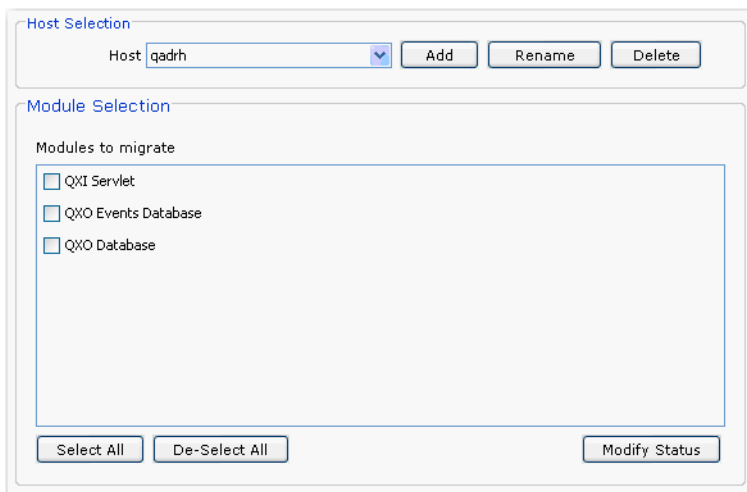 Host Selection
Host qadrh Add Rename Delete
Module Selection
Modules to migrate
QXI Servlet
QXO Events Database
QXO Database
Select All De-Select All Modify Status